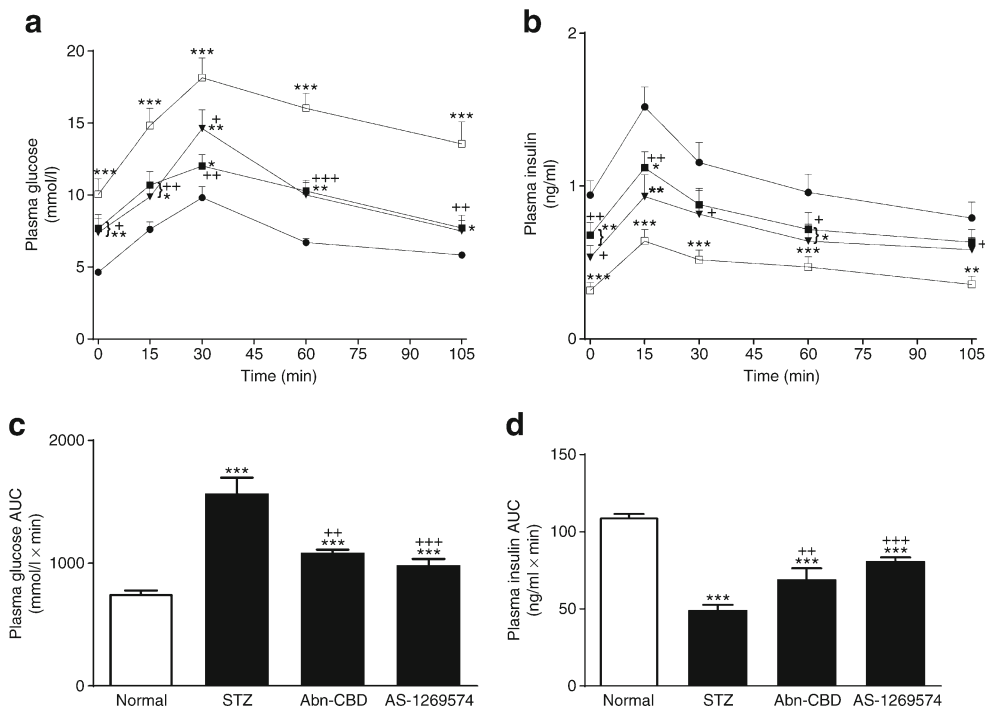 a
Plasma glucose
(mmol/l)
20
15
10
5
0
*** *** *** *** ***
+
**
++
*
+
**
*
++
+++
**
++
*
0 15 30 45 60 75 90 105
Time (min)
b
Plasma insulin
(ng/ml)
2
1
0
++
**
+
***
++
*
**
***
+
***
+
*
***
+
**
0 15 30 45 60 75 90 105
Time (min)
c
Plasma glucose AUC
(mmol/l × min)
2000
1000
0
***
++
***
+++
***
Normal STZ Abn-CBD AS-1269574
d
Plasma insulin AUC
(ng/ml × min)
150
100
50
0
***
++
***
+++
***
Normal STZ Abn-CBD AS-1269574